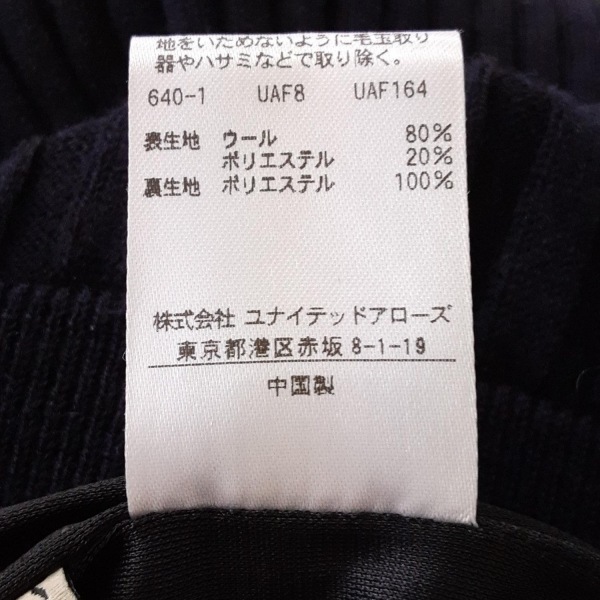 地をいためないように毛玉取り
器やハサミなどで取り除く。
640-1 UAF8 UAF164
表生地 ウール 80%
ポリエステル 20%
裏生地 ポリエステル 100%
株式会社 ユナイテッドアローズ
東京都港区赤坂 8-1-19
中国製